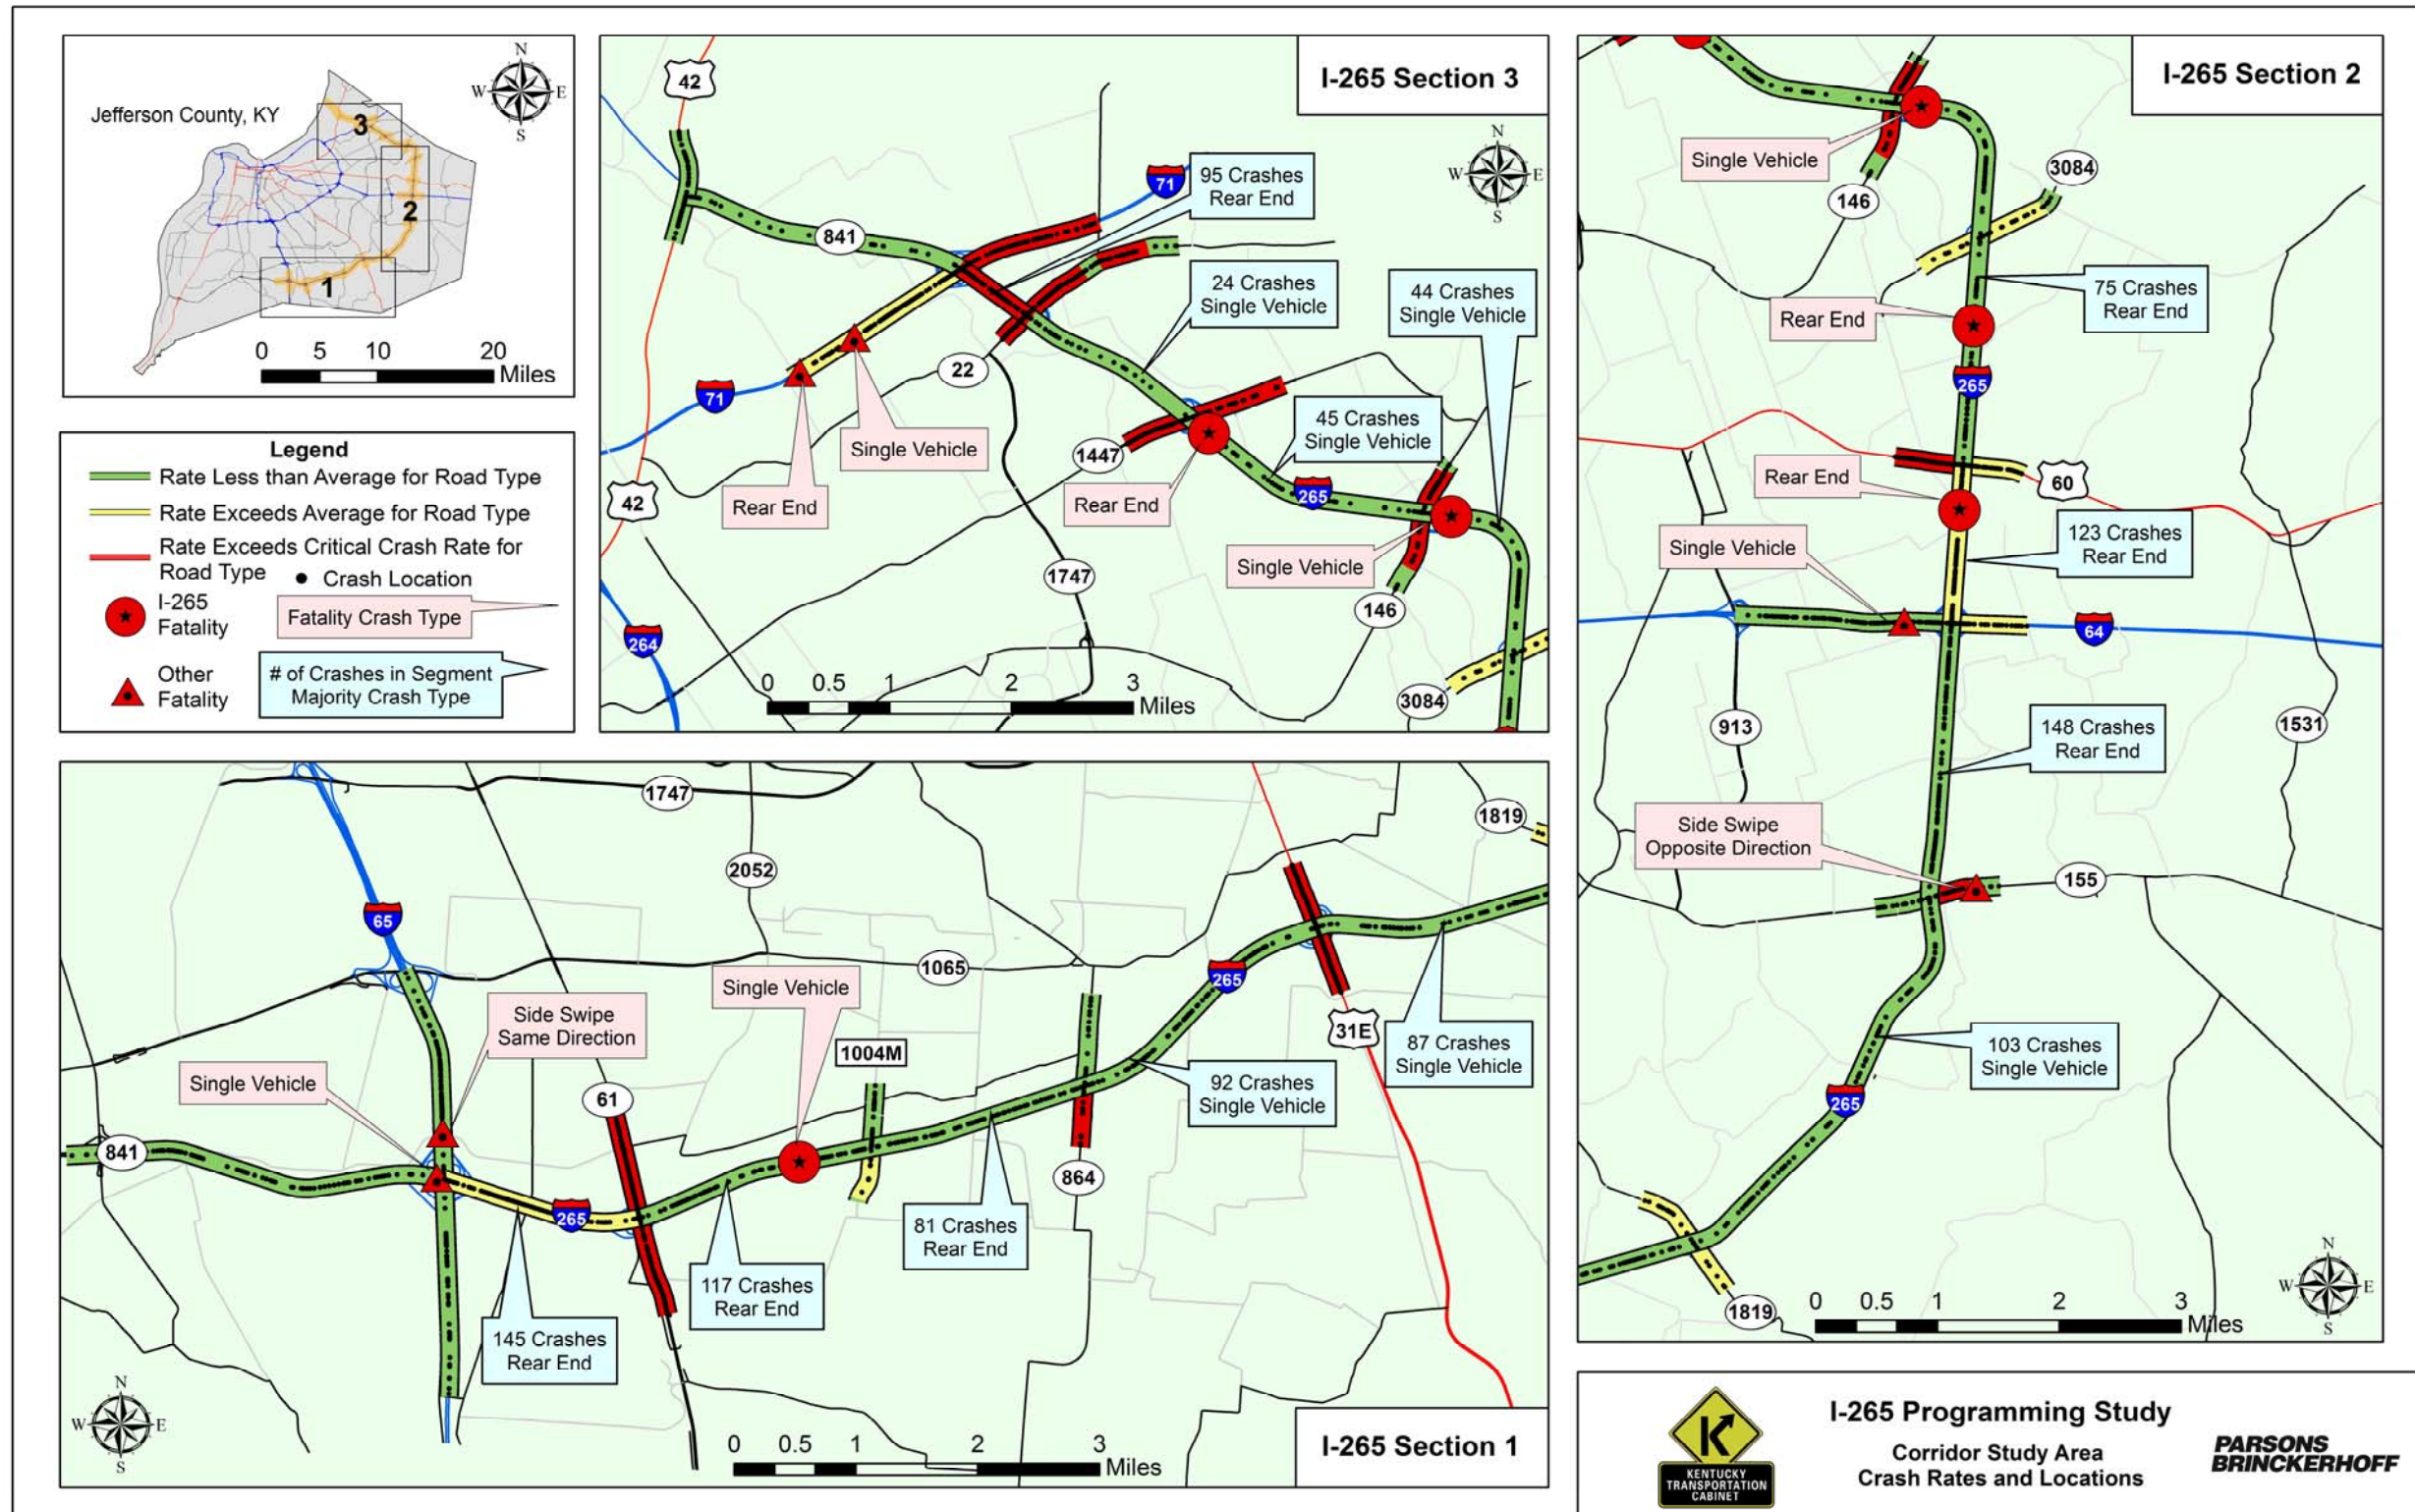 Jefferson County, KY
N
W
E
S
3
2
1
0 5 10 20
Miles
Legend
Rate Less than Average for Road Type
Rate Exceeds Average for Road Type
Rate Exceeds Critical Crash Rate for
Road Type
Crash Location
I-265
Fatality
Fatality Crash Type
Other
Fatality
# of Crashes in Segment
Majority Crash Type
I-265 Section 3
42
N
W
E
S
71
95 Crashes
Rear End
841
24 Crashes
Single Vehicle
44 Crashes
Single Vehicle
22
71
45 Crashes
Single Vehicle
Single Vehicle
1447
42
Rear End
Rear End
265
Single Vehicle
1747
146
264
0 0.5 1 2 3
Miles
3084
I-265 Section 2
Single Vehicle
3084
146
75 Crashes
Rear End
Rear End
265
Rear End
60
123 Crashes
Rear End
Single Vehicle
64
913
148 Crashes
Rear End
1531
Side Swipe
Opposite Direction
155
103 Crashes
Single Vehicle
265
N
W
E
S
1819
0 0.5 1 2 3
Miles
1747
1819
2052
65
1065
265
Single Vehicle
Side Swipe
Same Direction
31E
1004M
87 Crashes
Single Vehicle
Single Vehicle
92 Crashes
Single Vehicle
61
841
864
265
81 Crashes
Rear End
117 Crashes
Rear End
145 Crashes
Rear End
N
W
E
S
0 0.5 1 2 3
Miles
I-265 Section 1
KENTUCKY
TRANSPORTATION
CABINET
I-265 Programming Study
Corridor Study Area
Crash Rates and Locations
PARSONS
BRINCKERHOFF